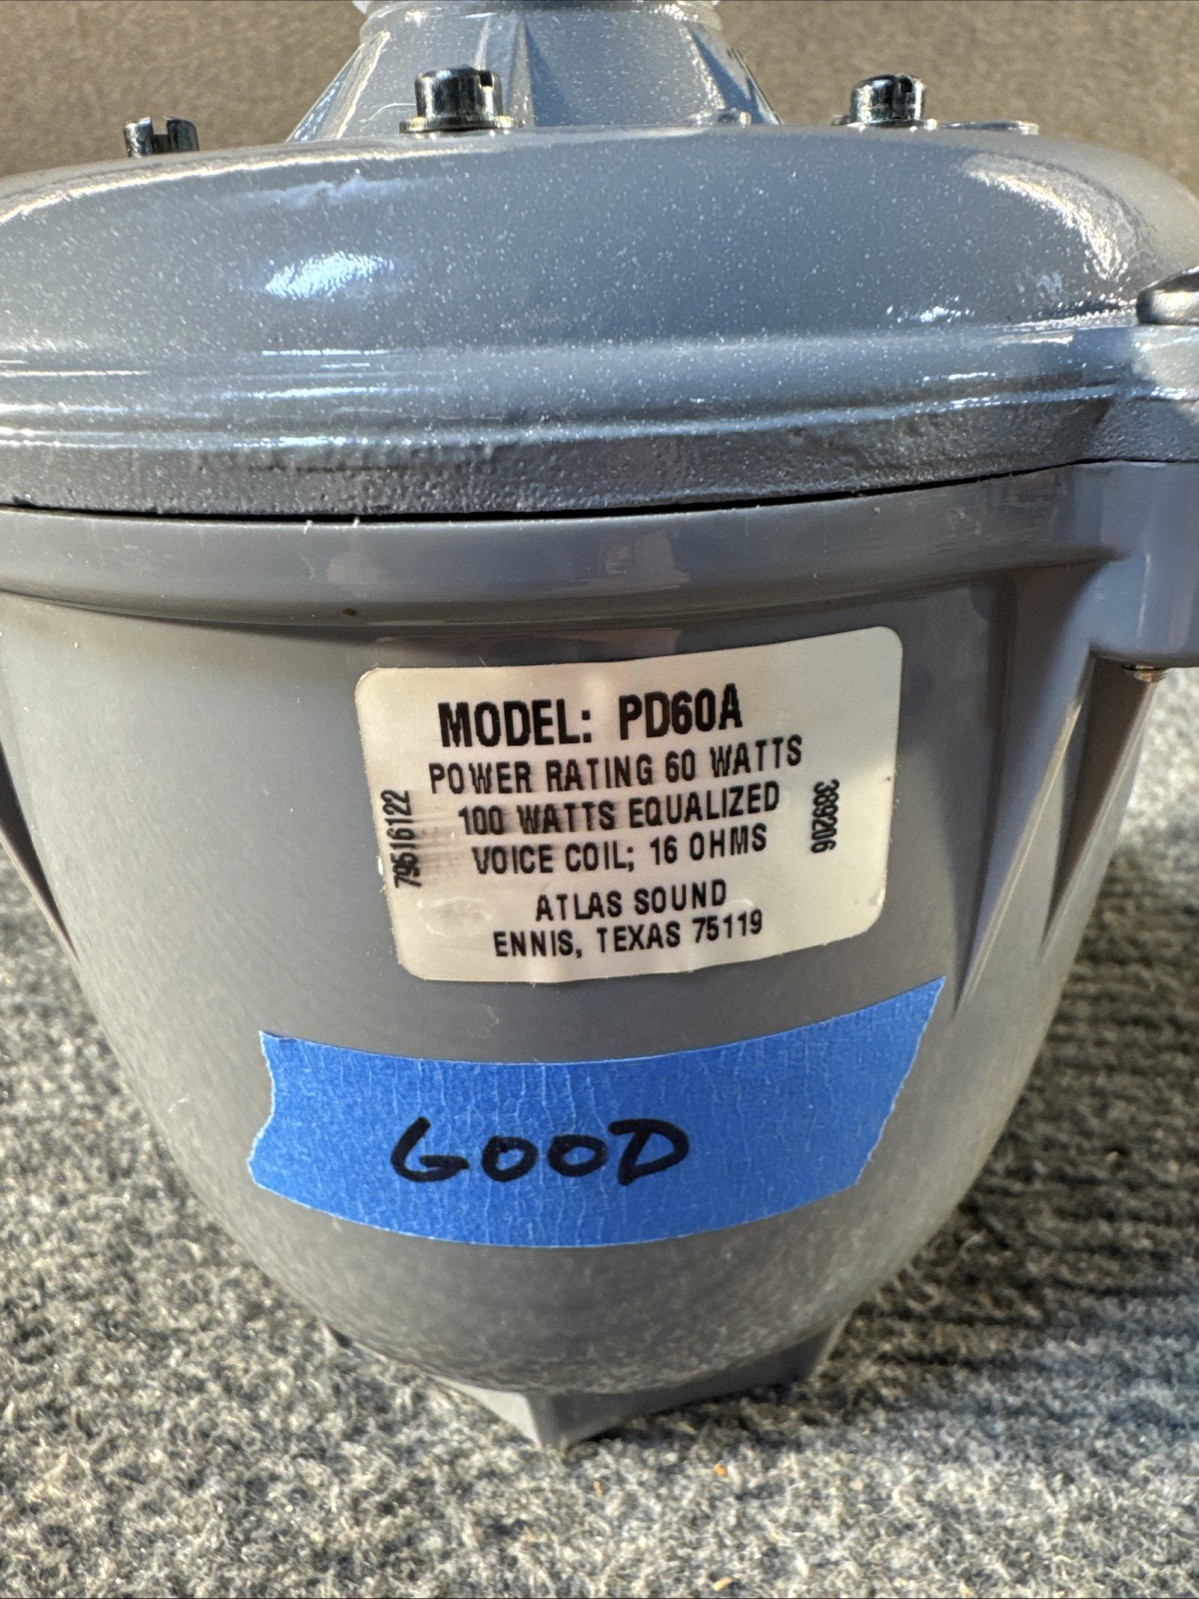 MODEL: PD60A
POWER RATING 60 WATTS
100 WATTS EQUALIZED
VOICE COIL; 16 OHMS
ATLAS SOUND
ENNIS, TEXAS 75119
79516122
389206
GOOD